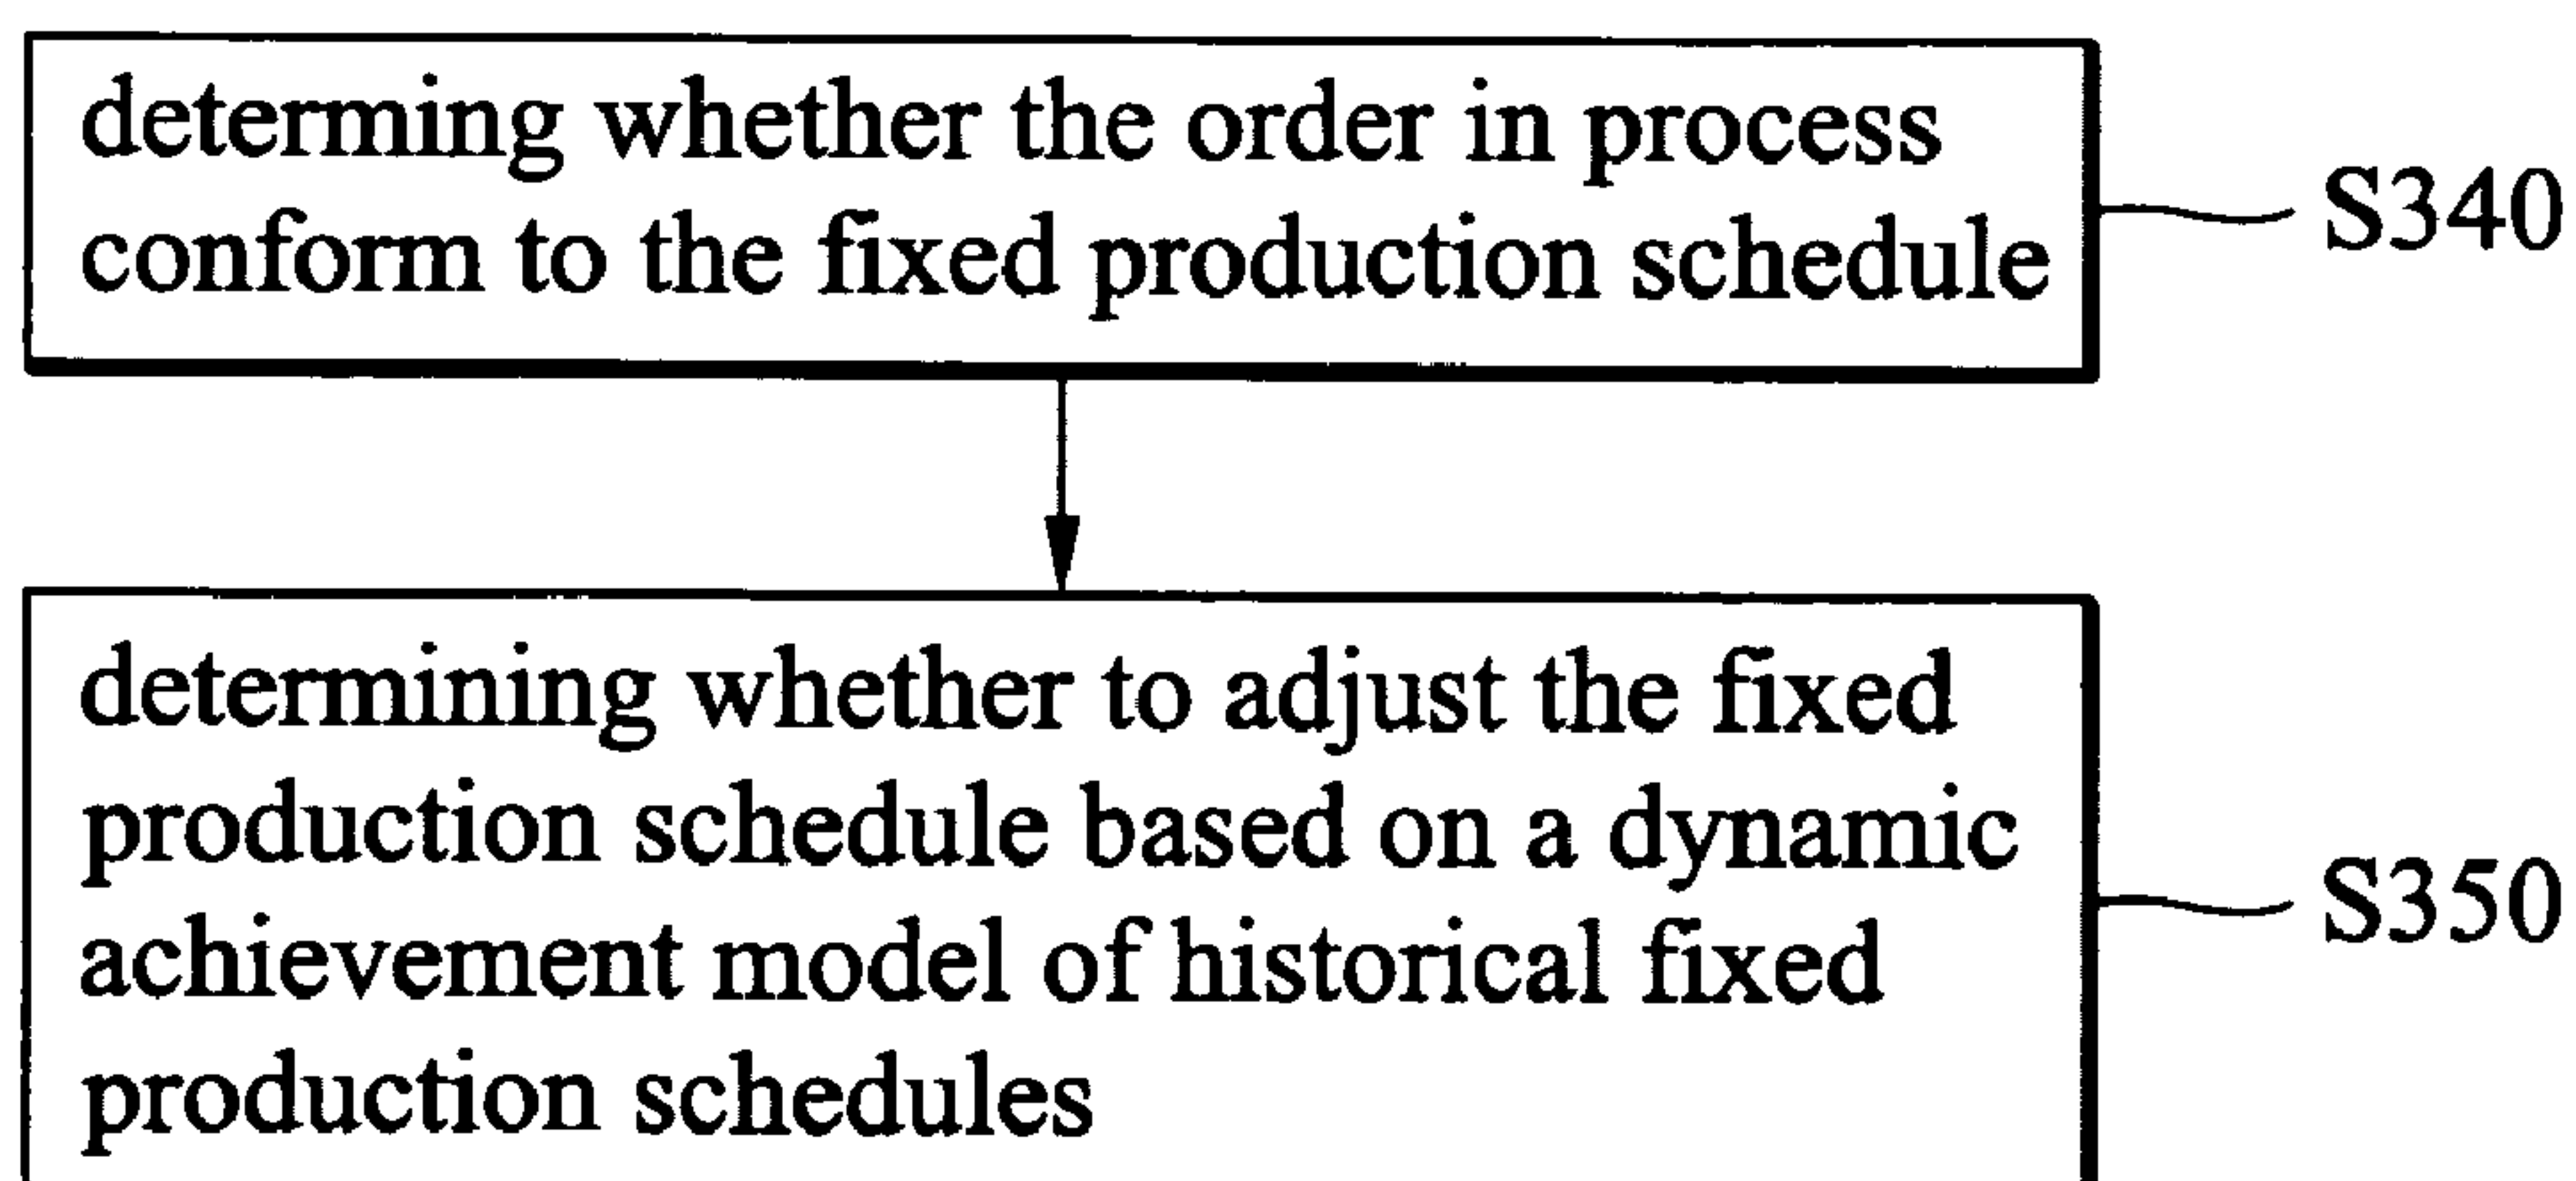 determing whether the order in process
conform to the fixed production schedule
S340
determining whether to adjust the fixed
production schedule based on a dynamic
achievement model of historical fixed
production schedules
S350